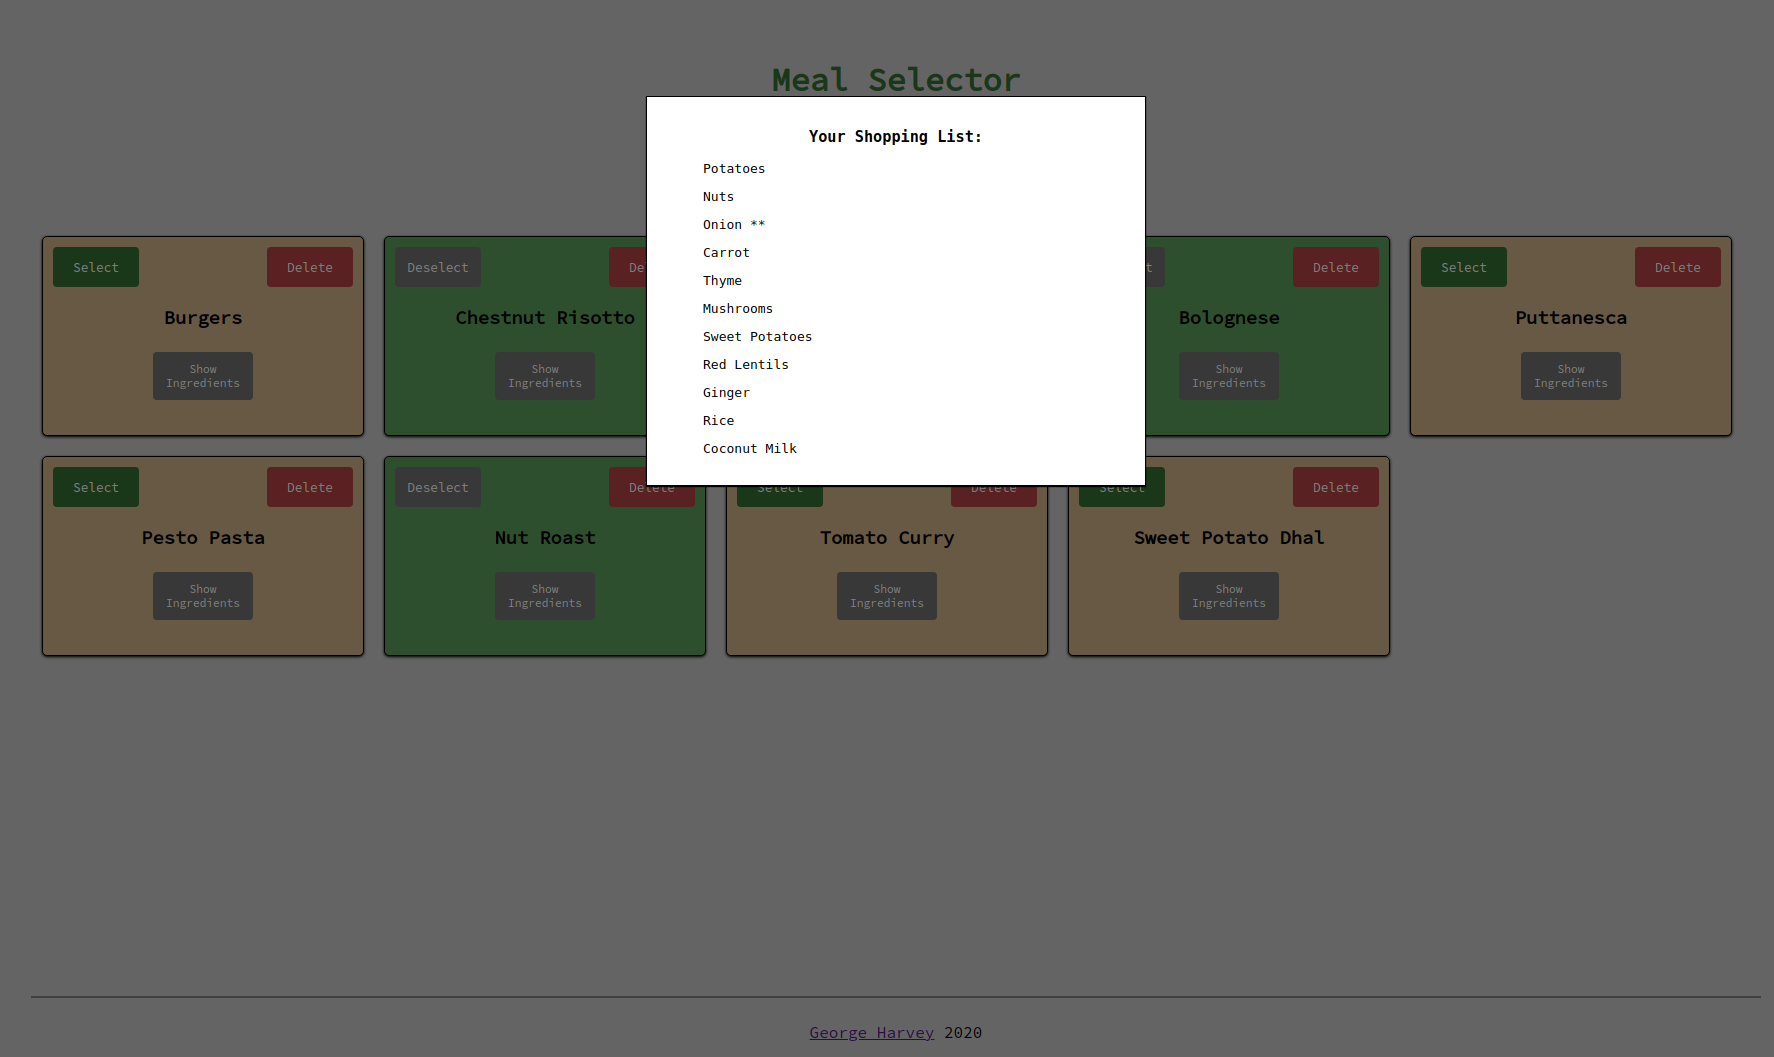 Meal Selector
Your Shopping List:
Potatoes
Nuts
Onion **
Carrot
Thyme
Mushrooms
Sweet Potatoes
Red Lentils
Ginger
Rice
Coconut Milk
Select Delete
Burgers
Show
Ingredients
Deselect
Chestnut Risotto
Show
Ingredients
Delete
Bolognese
Show
Ingredients
Select Delete
Puttanesca
Show
Ingredients
Select Delete
Pesto Pasta
Show
Ingredients
Deselect Delete
Nut Roast
Show
Ingredients
Select Delete
Tomato Curry
Show
Ingredients
Select Delete
Sweet Potato Dhal
Show
Ingredients
George Harvey 2020